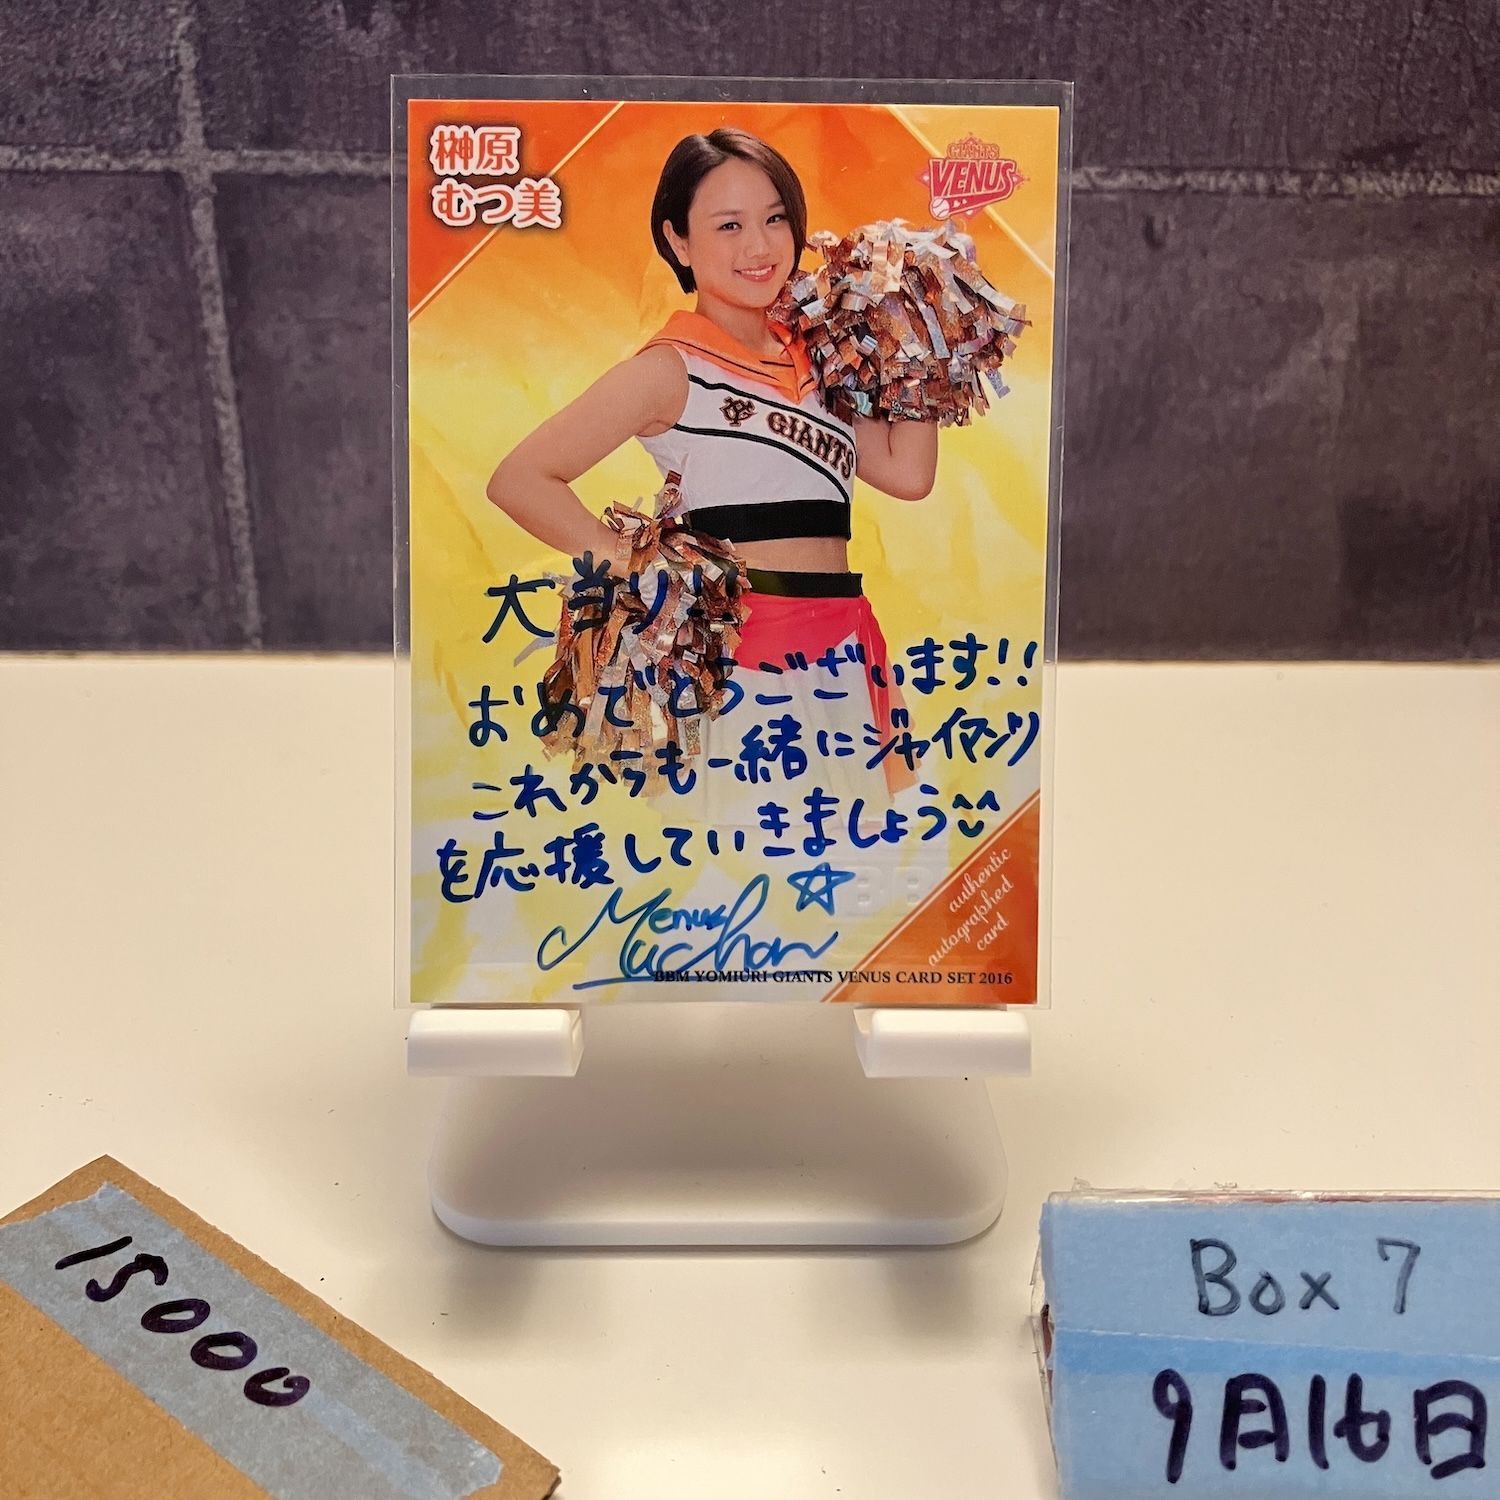 榊原
むつ美
GIANTS
VENUS
GIANTS
大当り!!
おめでとうございます!!
これからも一緒にジャイアンツ
を応援していきましょう
Venus
Mucchan
authentic
autographed
card
BBM YOMIURI GIANTS VENUS CARD SET 2016
15000
Box 7
9月16日